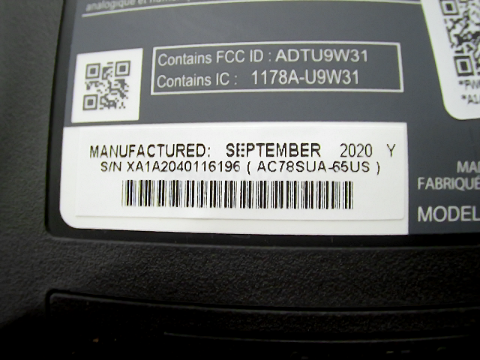 analogique et
Contains FCC ID : ADTU9W31
Contains IC : 1178A-U9W31
MANUFACTURED: SEPTEMBER 2020 Y
S/N XA1A2040116196 ( AC78SUA-65US )
MA
FABRIQUÉ
MODEL